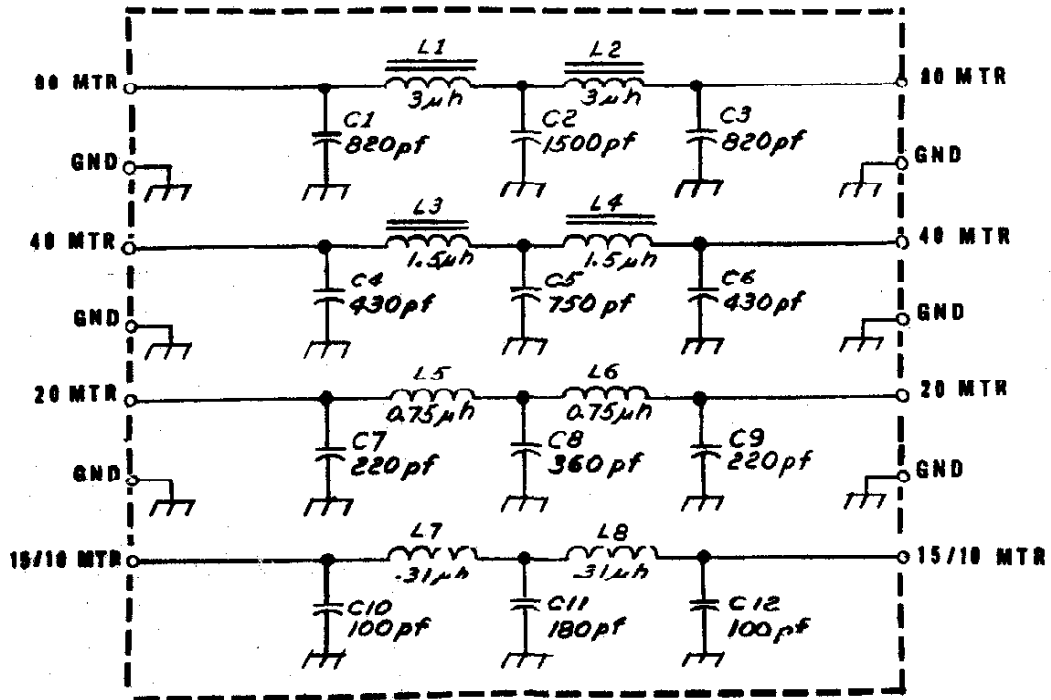 L1
L2
80 MTR
80 MTR
3μh
3μh
C1
820pf
C2
1500pf
C3
820pf
GND
GND
L3
L4
40 MTR
40 MTR
1.5μh
1.5μh
C4
430pf
C5
750pf
C6
430pf
GND
GND
L5
L6
20 MTR
20 MTR
0.75μh
0.75μh
C7
220pf
C8
360pf
C9
220pf
GND
GND
L7
L8
15/10 MTR
15/10 MTR
.31μh
.31μh
C10
100pf
C11
180pf
C12
100pf